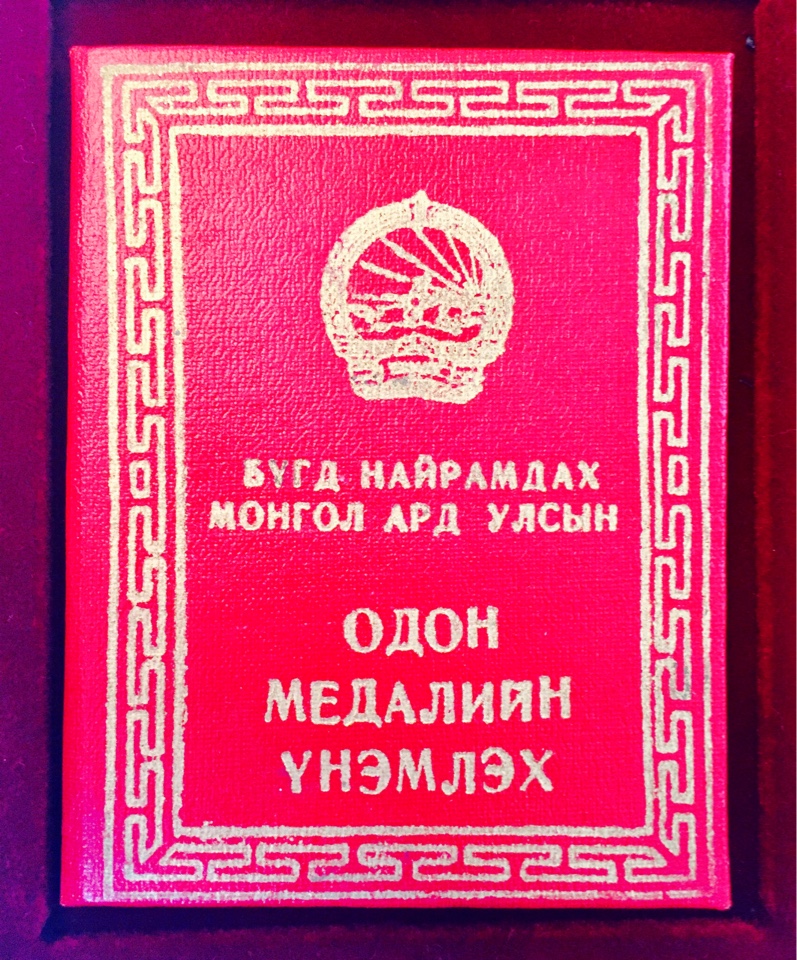 БҮГД НАЙРАМДАХ
МОНГОЛ АРД УЛСЫН
ОДОН
МЕДАЛИЙН
ҮНЭМЛЭХ